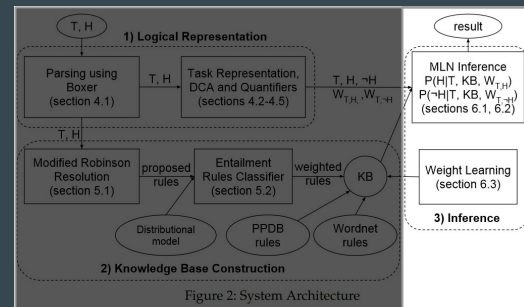 T, H
result
1) Logical Representation
Parsing using
Boxer
(section 4.1)
T, H
Task Representation,
DCA and Quantifiers
(sections 4.2-4.5)
T, H, ¬H
W_{T,H}, W_{T,¬H}
MLN Inference
P(H|T, KB, W_{T,H})
P(¬H|T, KB, W_{T,¬H})
(sections 6.1, 6.2)
T, H
Modified Robinson
Resolution
(section 5.1)
proposed
rules
Entailment
Rules Classifier
(section 5.2)
weighted
rules
KB
Weight Learning
(section 6.3)
Distributional
model
PPDB
rules
Wordnet
rules
3) Inference
2) Knowledge Base Construction
Figure 2: System Architecture